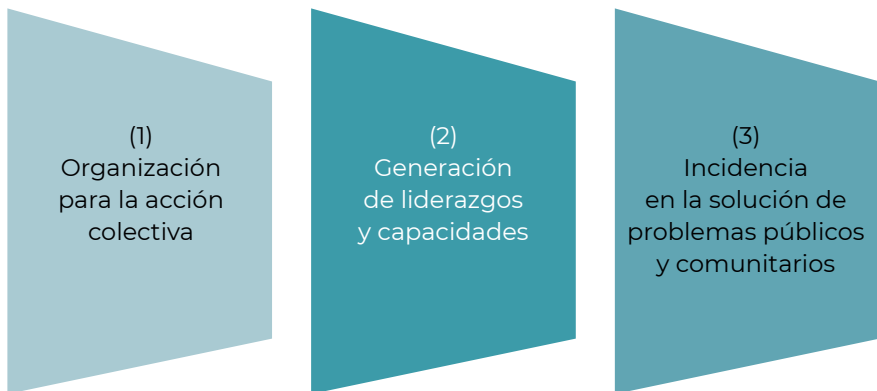 (1)
Organización
para la acción
colectiva
(2)
Generación
de liderazgos
y capacidades
(3)
Incidencia
en la solución de
problemas públicos
y comunitarios